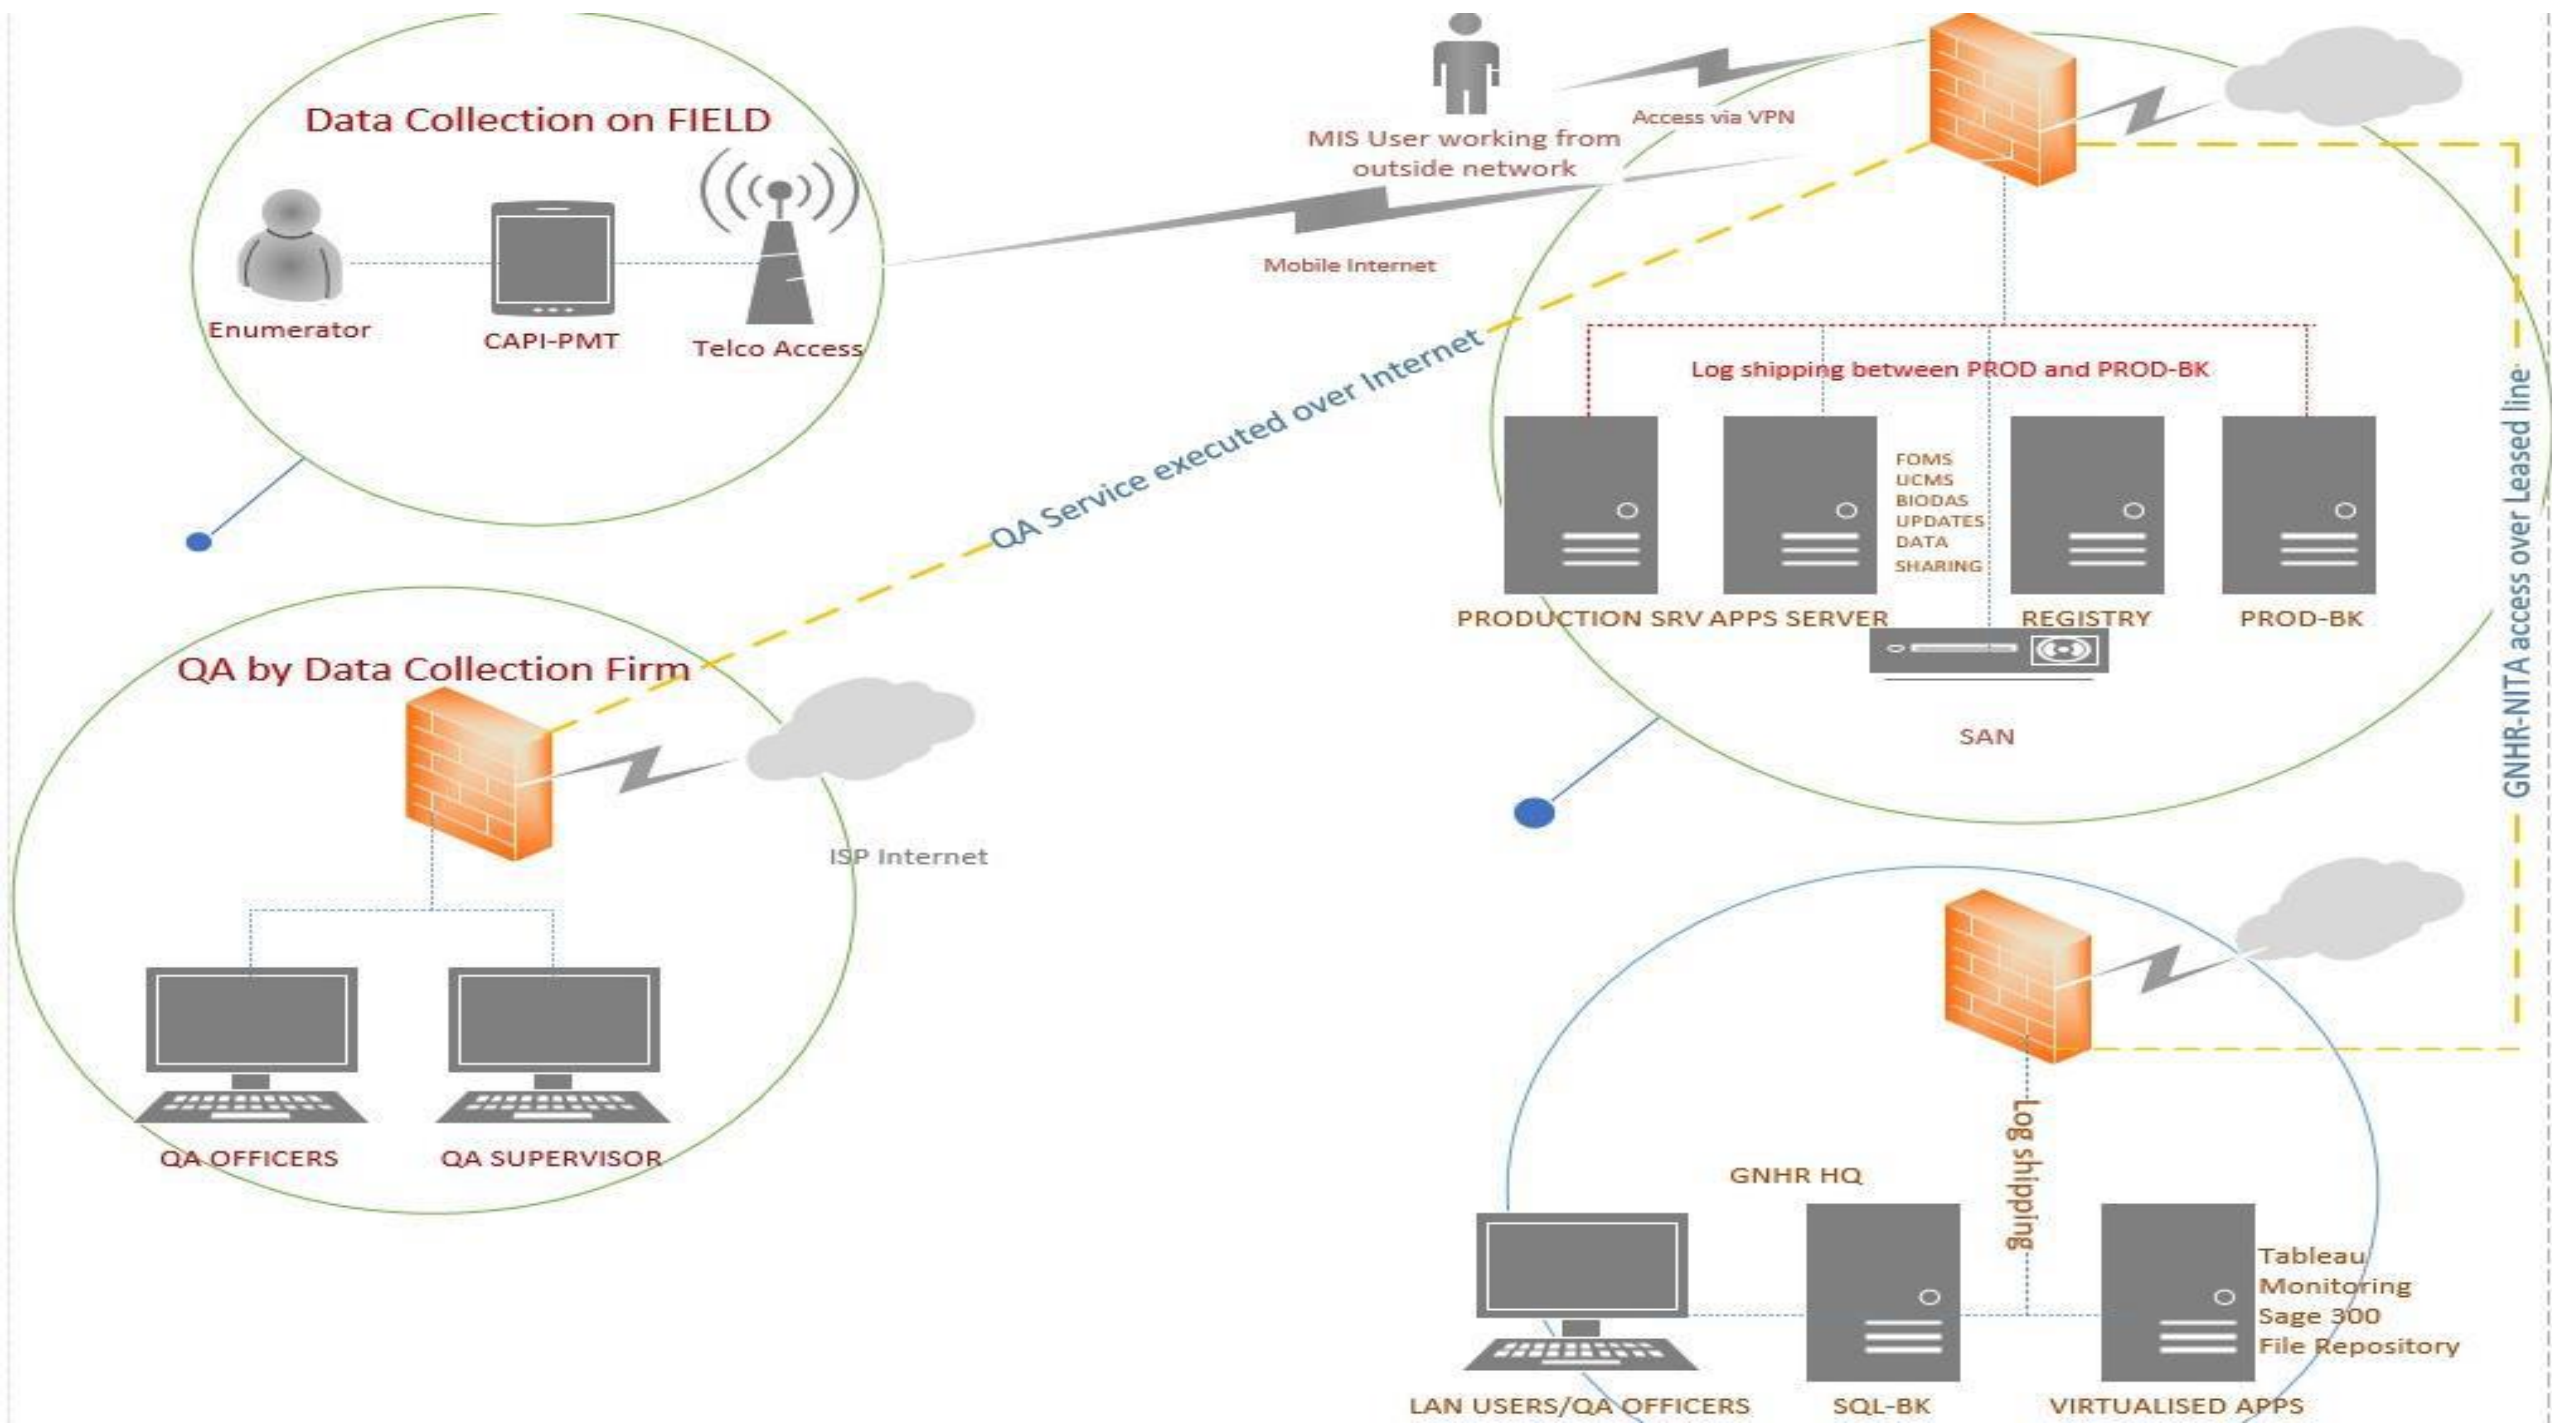 Data Collection on FIELD
Enumerator
CAPI-PMT
Telco Access
MIS User working from
outside network
Access via VPN
Mobile Internet
QA Service executed over Internet
Log shipping between PROD and PROD-BK
FOMS
UCMS
BIODAS
UPDATES
DATA
SHARING
PRODUCTION SRV
APPS SERVER
REGISTRY
PROD-BK
SAN
GNHR-NITA access over Leased line
QA by Data Collection Firm
ISP Internet
QA OFFICERS
QA SUPERVISOR
GNHR HQ
Log shipping
Tableau
Monitoring
Sage 300
File Repository
LAN USERS/QA OFFICERS
SQL-BK
VIRTUALISED APPS